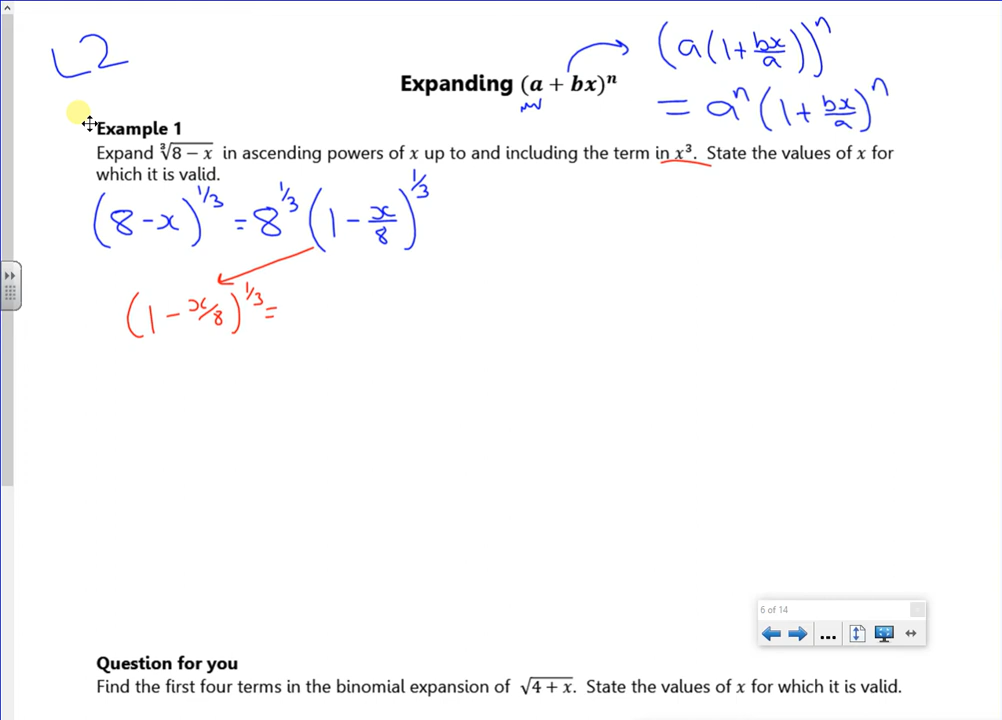 L2
(a(1+bx/a))ⁿ
Expanding (a + bx)ⁿ
= aⁿ(1+bx/a)ⁿ
Example 1
Expand ∛8 − x in ascending powers of x up to and including the term in x³. State the values of x for
which it is valid.
(8−x)^1/3 = 8^1/3 (1 − x/8)^1/3
(1 − x/8)^1/3 =
6 of 14
...
Question for you
Find the first four terms in the binomial expansion of √4 + x. State the values of x for which it is valid.